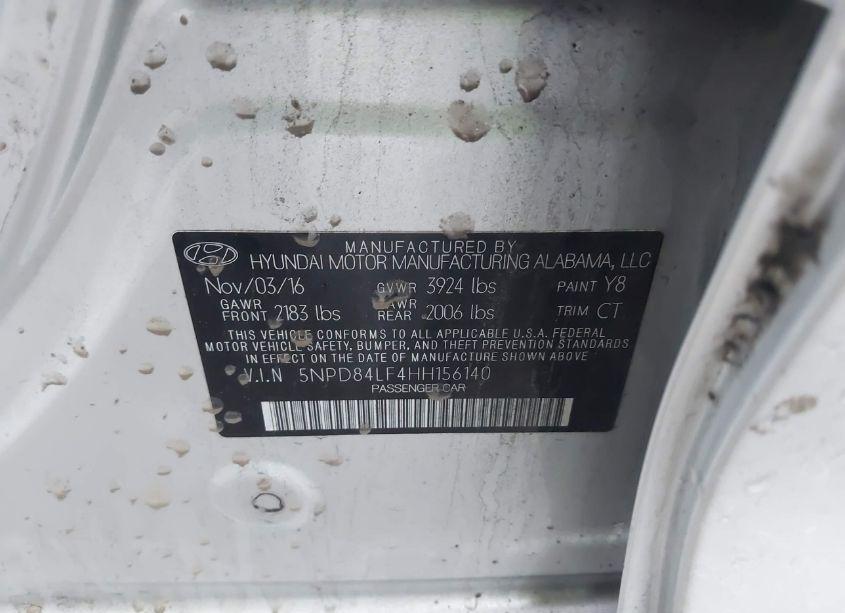 MANUFACTURED BY
HYUNDAI MOTOR MANUFACTURING ALABAMA, LLC
Nov/03/16 GVWR 3924 lbs PAINT Y8
GAWR FRONT 2183 lbs GAWR REAR 2006 lbs TRIM CT
THIS VEHICLE CONFORMS TO ALL APPLICABLE U.S.A. FEDERAL
MOTOR VEHICLE SAFETY, BUMPER, AND THEFT PREVENTION STANDARDS
IN EFFECT ON THE DATE OF MANUFACTURE SHOWN ABOVE
V.I.N 5NPD84LF4HH156140
PASSENGER CAR